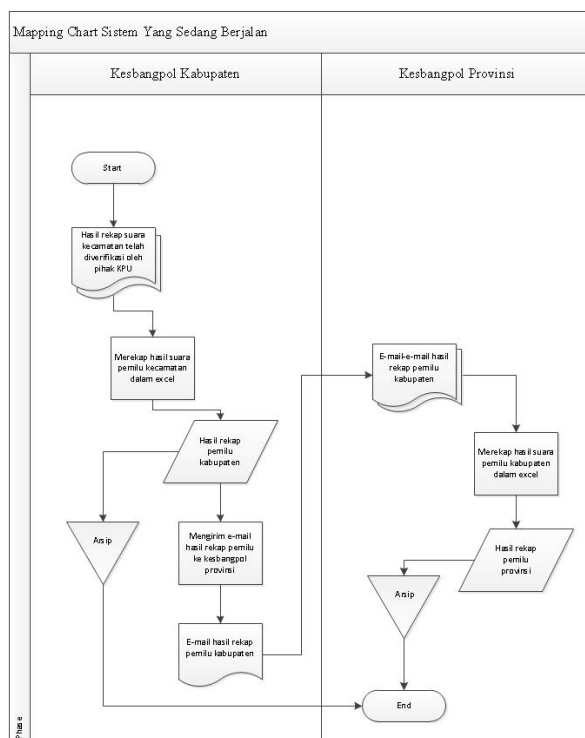 Mapping Chart Sistem Yang Sedang Berjalan
Kesbangpol Kabupaten
Kesbangpol Provinsi
Start
Hasil rekap suara
kecamatan telah
diverifikasi oleh
pihak KPU
Merekap hasil suara
pemilu kecamatan
dalam excel
Hasil rekap
pemilu
kabupaten
Arsip
Mengirim e-mail
hasil rekap pemilu
ke kesbangpol
provinsi
E-mail hasil rekap
pemilu kabupaten
E-mail-e-mail hasil
rekap pemilu
kabupaten
Merekap hasil suara
pemilu kabupaten
dalam excel
Hasil rekap
pemilu
provinsi
Arsip
End
Phase